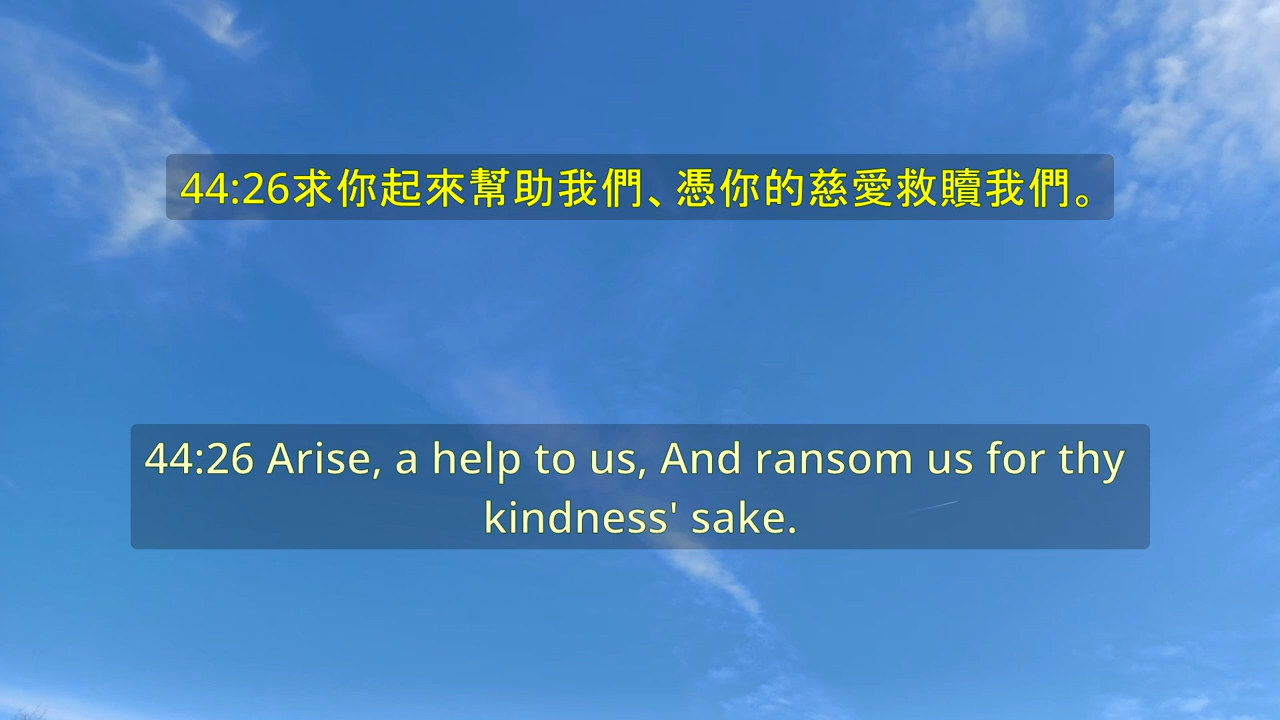 44:26求你起來幫助我們、憑你的慈愛救贖我們。
44:26 Arise, a help to us, And ransom us for thy
kindness' sake.